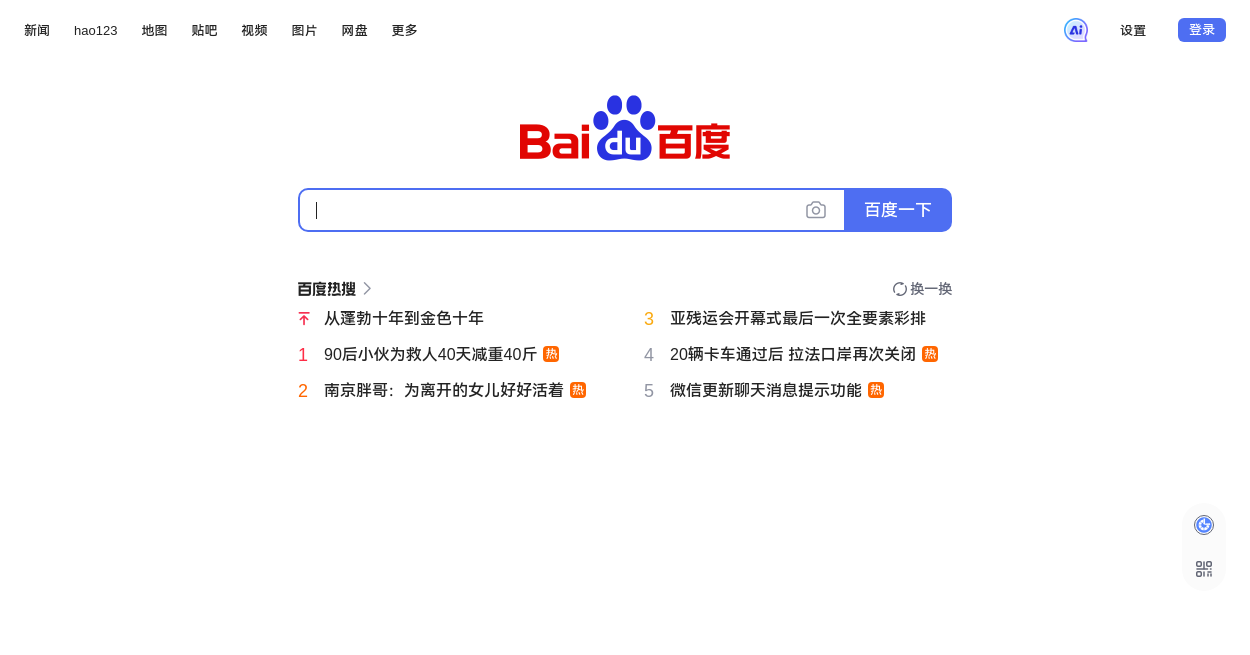 新闻 hao123 地图 贴吧 视频 图片 网盘 更多 Ai 设置 登录
Bai du 百度
百度一下
百度热搜 换一换
从蓬勃十年到金色十年
1 90后小伙为救人40天减重40斤 热
2 南京胖哥：为离开的女儿好好活着 热
3 亚残运会开幕式最后一次全要素彩排
4 20辆卡车通过后 拉法口岸再次关闭 热
5 微信更新聊天消息提示功能 热